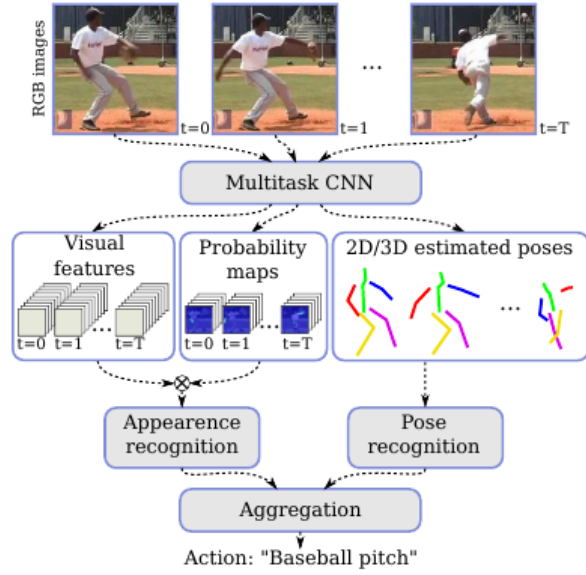 RGB images
t=0
t=1
...
t=T
Multitask CNN
Visual
features
t=0
t=1
...
t=T
Probability
maps
t=0
t=1
...
t=T
2D/3D estimated poses
...
Appearence
recognition
Pose
recognition
Aggregation
Action: "Baseball pitch"